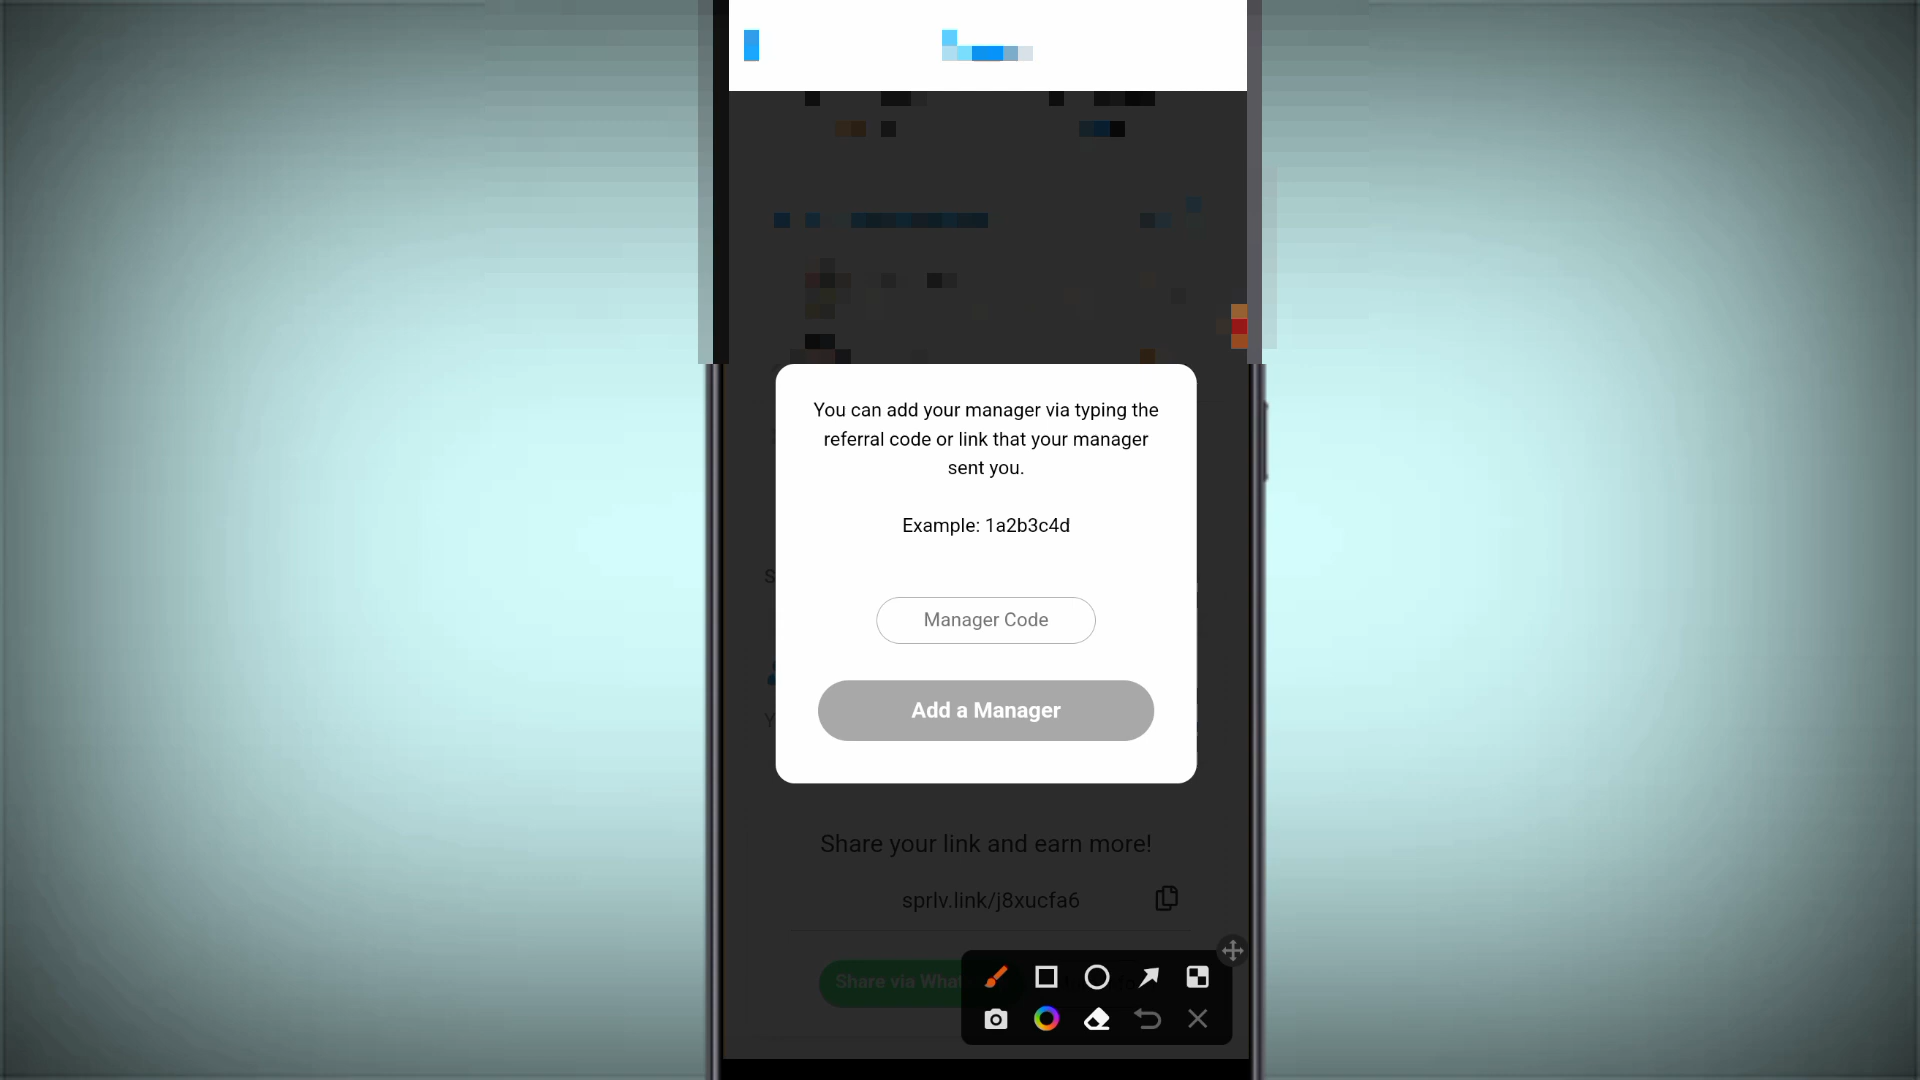 You can add your manager via typing the
referral code or link that your manager
sent you.
Example: 1a2b3c4d
S
Manager Code
Add a Manager
Y
Share your link and earn more!
sprlv.link/j8xucfa6
Share via What